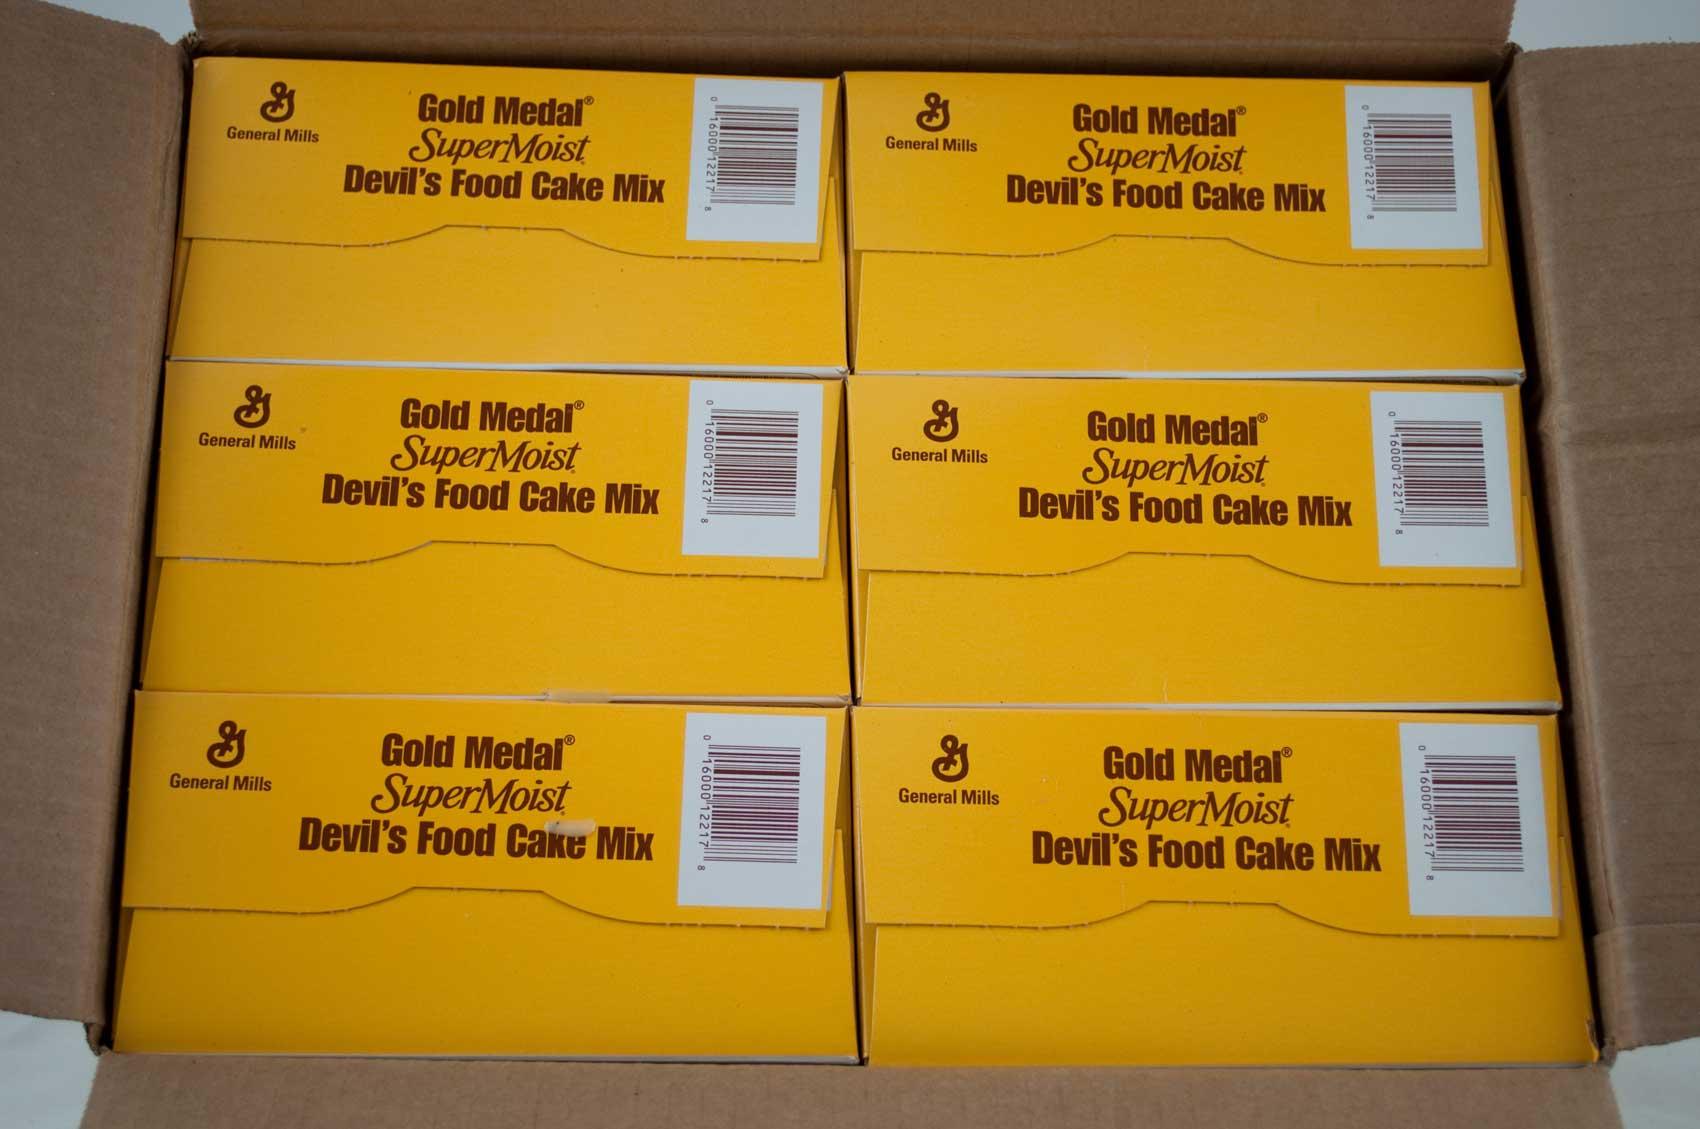 General Mills
Gold Medal®
SuperMoist
Devil's Food Cake Mix
0 16000 12217 8
General Mills
Gold Medal®
SuperMoist
Devil's Food Cake Mix
0 16000 12217 8
General Mills
Gold Medal®
SuperMoist
Devil's Food Cake Mix
0 16000 12217 8
General Mills
Gold Medal®
SuperMoist
Devil's Food Cake Mix
0 16000 12217 8
General Mills
Gold Medal®
SuperMoist
Devil's Food Cake Mix
0 16000 12217 8
General Mills
Gold Medal®
SuperMoist
Devil's Food Cake Mix
0 16000 12217 8